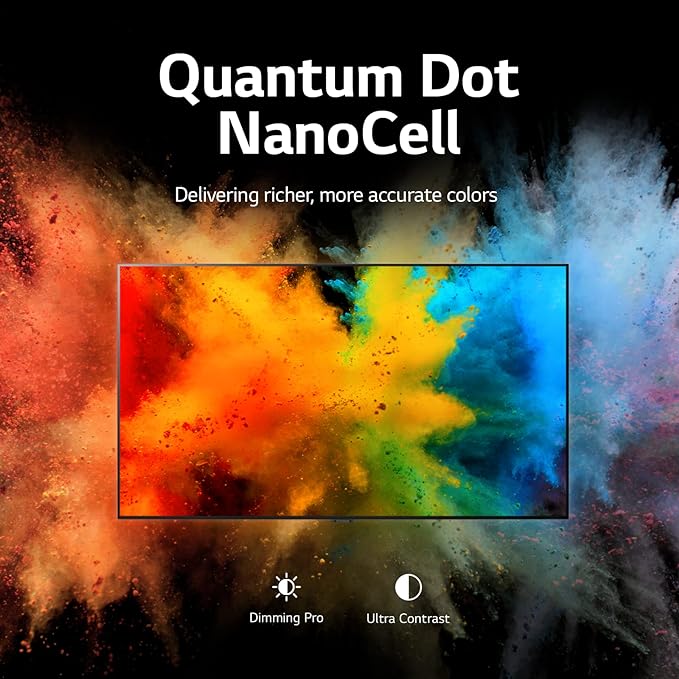 Quantum Dot
NanoCell
Delivering richer, more accurate colors
Dimming Pro
Ultra Contrast